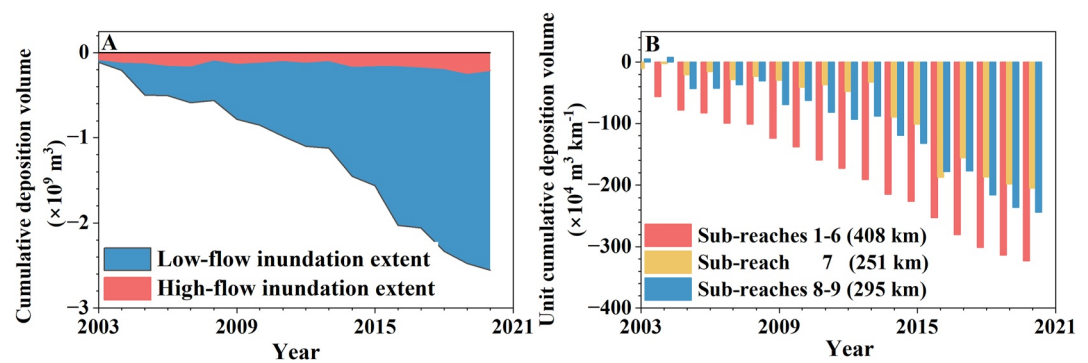 A
Cumulative deposition volume
(×10⁹ m³)
0
−1
−2
−3
Low-flow inundation extent
High-flow inundation extent
2003
2009
2015
2021
Year
B
Unit cumulative deposition volume
(×10⁴ m³ km⁻¹)
0
−100
−200
−300
−400
Sub-reaches 1-6 (408 km)
Sub-reach 7 (251 km)
Sub-reaches 8-9 (295 km)
2003
2009
2015
2021
Year